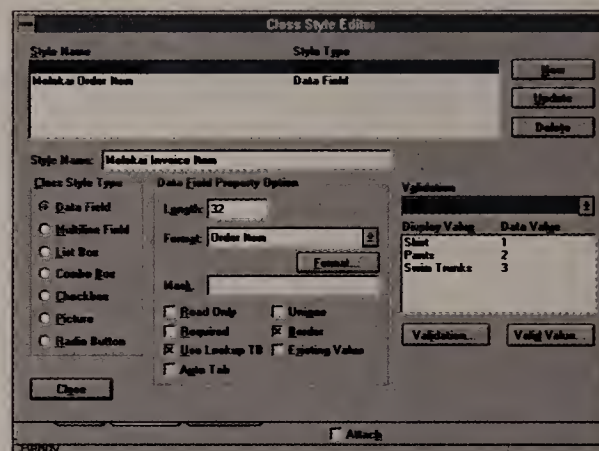 Class Style Editor
Style Name Style Type
Molokai Order Item Data Field
New
Update
Delete
Style Name: Molokai Invoice Item
Class Style Type
Data Field
Multiline Field
List Box
Combo Box
Checkbox
Picture
Radio Button
Close
Data Field Property Option
Length: 32
Format: Order Item
Format...
Mask:
Read Only Unique
Required Border
Use Lookup TB Existing Value
Auto Tab
Validation
Display Value Data Value
Shirt 1
Pants 2
Swim Trunks 3
Validation... Valid Value...
Attach